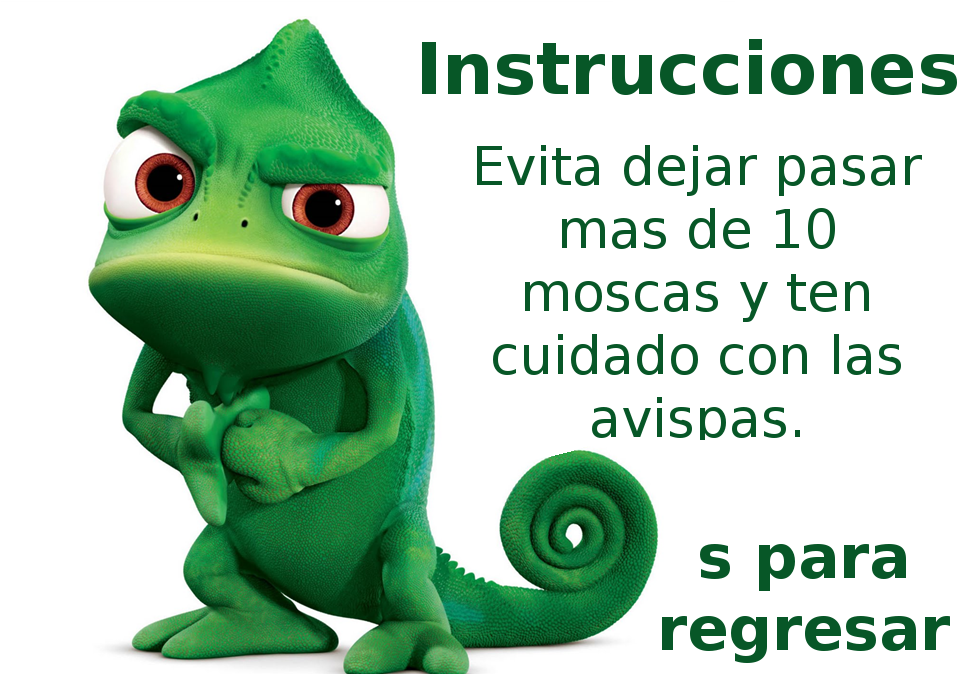 Instrucciones
Evita dejar pasar
mas de 10
moscas y ten
cuidado con las
avispas.
s para
regresar